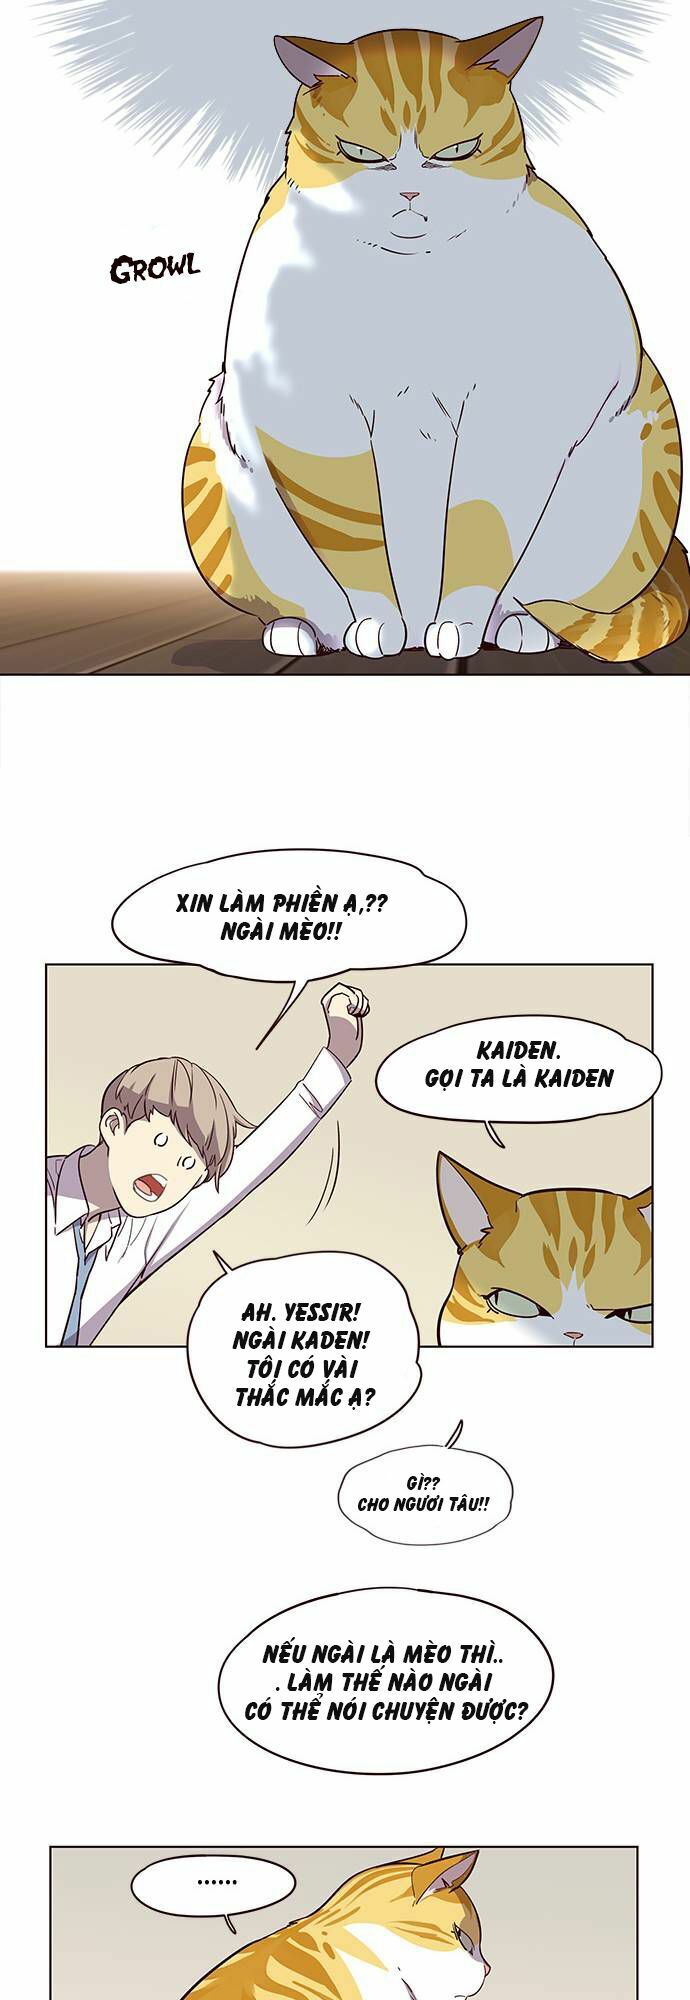 GROWL
XIN LÀM PHIỀN Ạ,??
NGÀI MÈO!!
KAIDEN.
GỌI TA LÀ KAIDEN
AH. YESSIR!
NGÀI KADEN!
TÔI CÓ VÀI
THẮC MẮC Ạ?
GÌ??
CHO NGƯƠI TÂU!!
NẾU NGÀI LÀ MÈO THÌ..
. LÀM THẾ NÀO NGÀI
CÓ THỂ NÓI CHUYỆN ĐƯỢC?
......